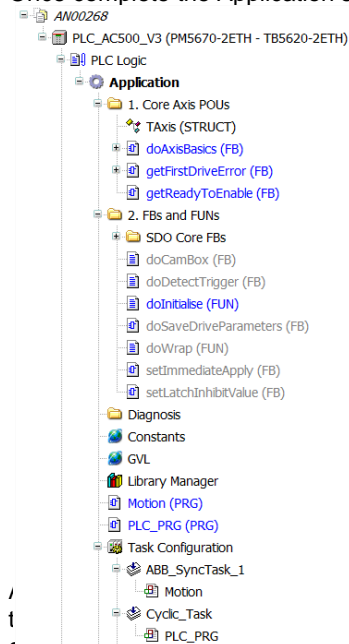 AN00268
PLC_AC500_V3 (PM5670-2ETH - TB5620-2ETH)
PLC Logic
Application
1. Core Axis POUs
TAxis (STRUCT)
doAxisBasics (FB)
getFirstDriveError (FB)
getReadyToEnable (FB)
2. FBs and FUNs
SDO Core FBs
doCamBox (FB)
doDetectTrigger (FB)
doInitialise (FUN)
doSaveDriveParameters (FB)
doWrap (FUN)
setImmediateApply (FB)
setLatchInhibitValue (FB)
Diagnosis
Constants
GVL
Library Manager
Motion (PRG)
PLC_PRG (PRG)
Task Configuration
ABB_SyncTask_1
Motion
Cyclic_Task
PLC_PRG